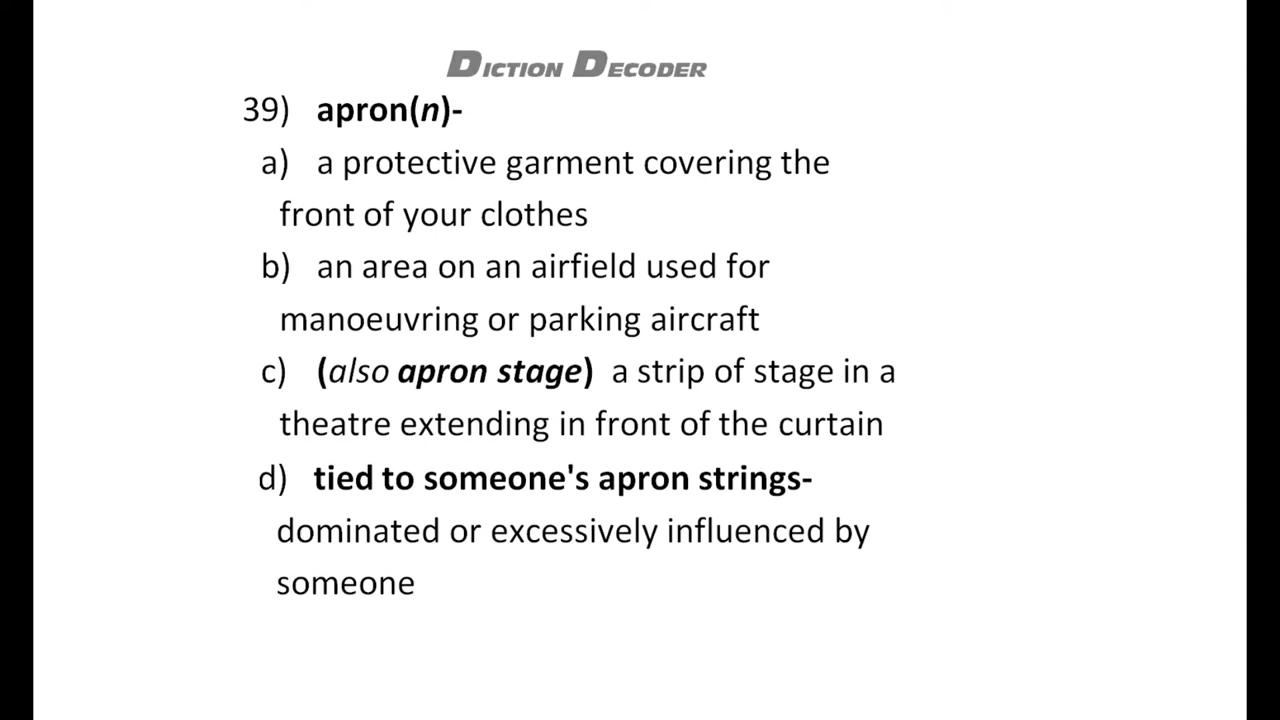 DICTION DECODER
39) apron(n)-
a) a protective garment covering the
front of your clothes
b) an area on an airfield used for
manoeuvring or parking aircraft
c) (also apron stage) a strip of stage in a
theatre extending in front of the curtain
d) tied to someone's apron strings-
dominated or excessively influenced by
someone